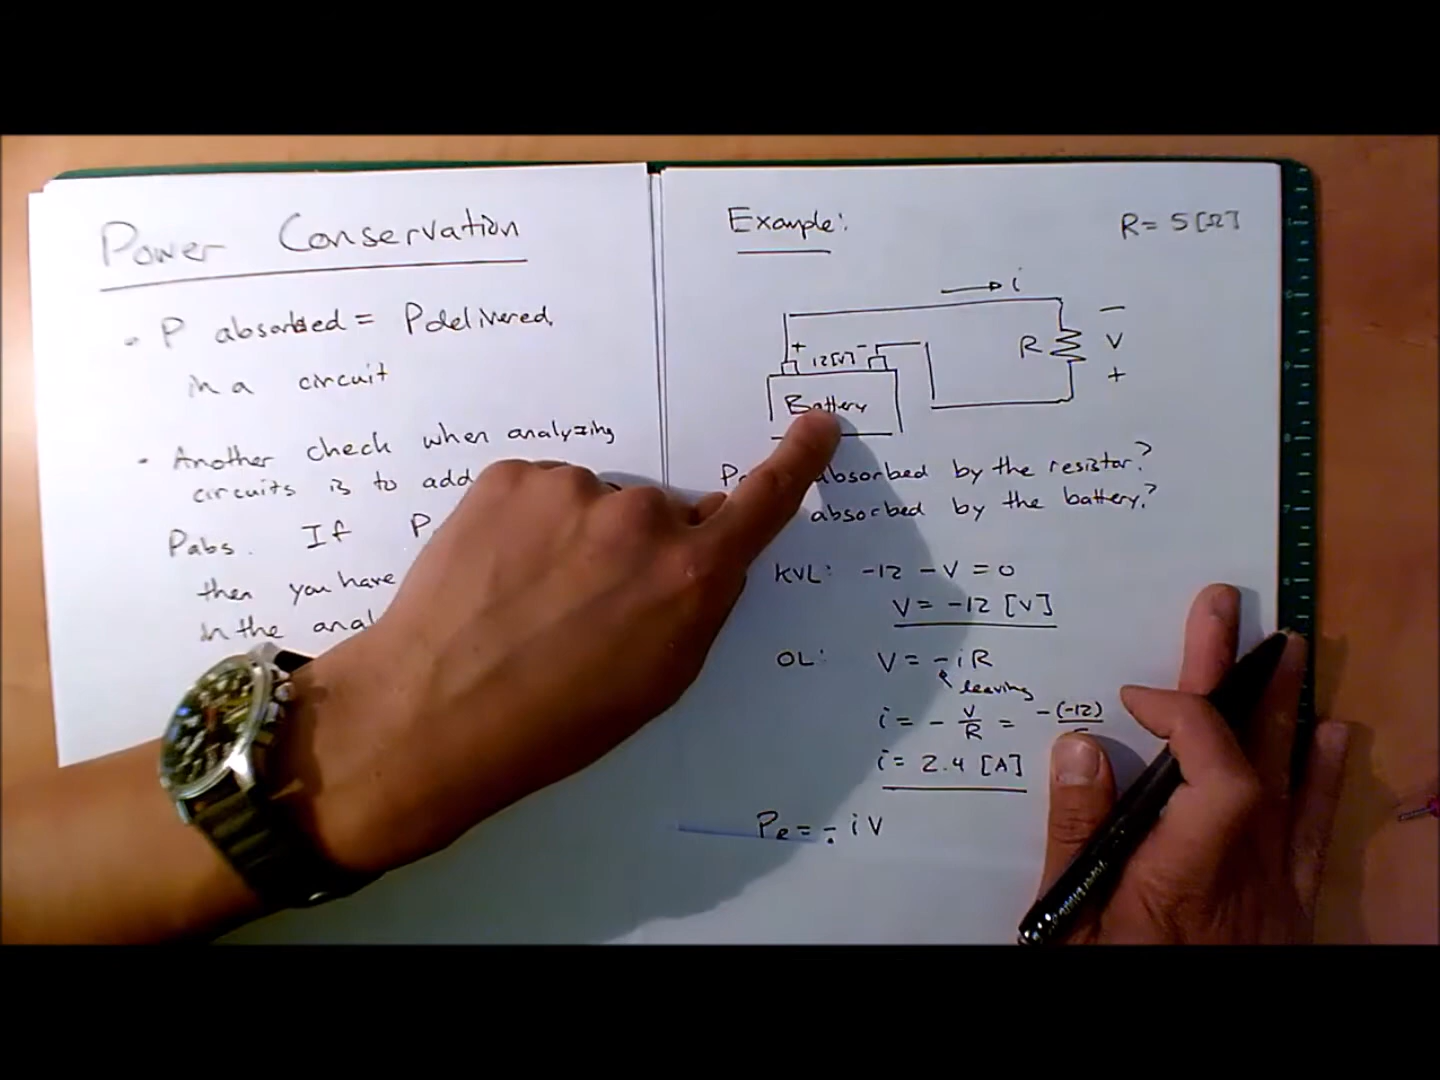 Power Conservation
• P absorbed = P delivered,
in a circuit
• Another check when analyzing
circuits is to add
Pabs. If
then you have
in the
Example:
R = 5 [Ω]
i
+ 12 [V] -
Battery
R
-
V
+
absorbed by the resistor?
absorbed by the battery?
KVL: -12 - V = 0
V = -12 [V]
OL: V = -iR
leaving
i = - V/R = -(-12)
i = 2.4 [A]
Pe = - iV